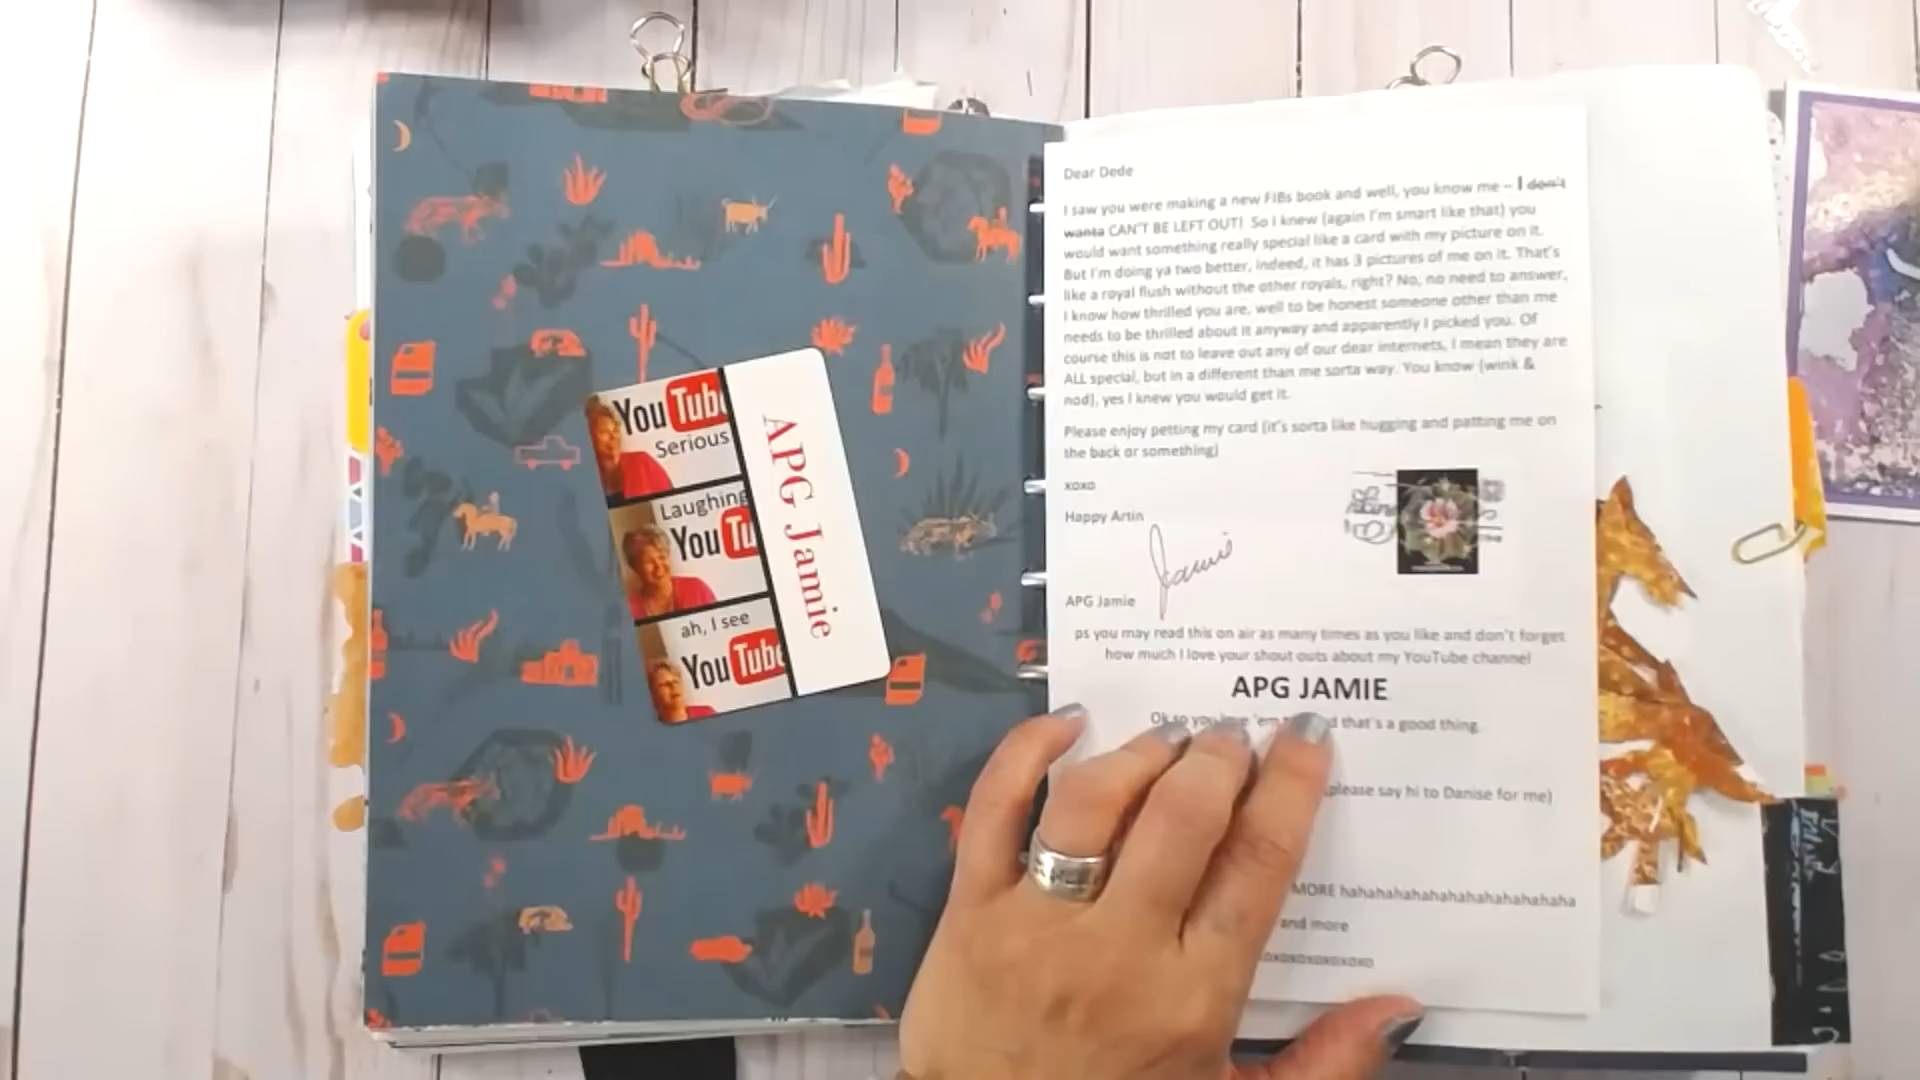 YouTube
Serious
Laughing
YouTu
ah, I see
YouTube
APG Jamie
Dear Dede
I saw you were making a new FIBs book and well, you know me – I don't
wanta CAN'T BE LEFT OUT! So I knew (again I'm smart like that) you
would want something really special like a card with my picture on it.
But I'm doing ya two better, indeed, it has 3 pictures of me on it. That's
like a royal flush without the other royals, right? No, no need to answer,
I know how thrilled you are, well to be honest someone other than me
needs to be thrilled about it anyway and apparently I picked you. Of
course this is not to leave out any of our dear internets, I mean they are
ALL special, but in a different than me sorta way. You know (wink &
nod), yes I knew you would get it.
Please enjoy petting my card (it's sorta like hugging and patting me on
the back or something)
xoxo
Happy Artin
Jamie
APG Jamie
ps you may read this on air as many times as you like and don't forget
how much I love your shout outs about my YouTube channel
APG JAMIE
Ok so you 'em that's a good thing.
(please say hi to Danise for me)
MORE hahahahahahahahahahahahaha
and more
oxoxoxoxoxoxo